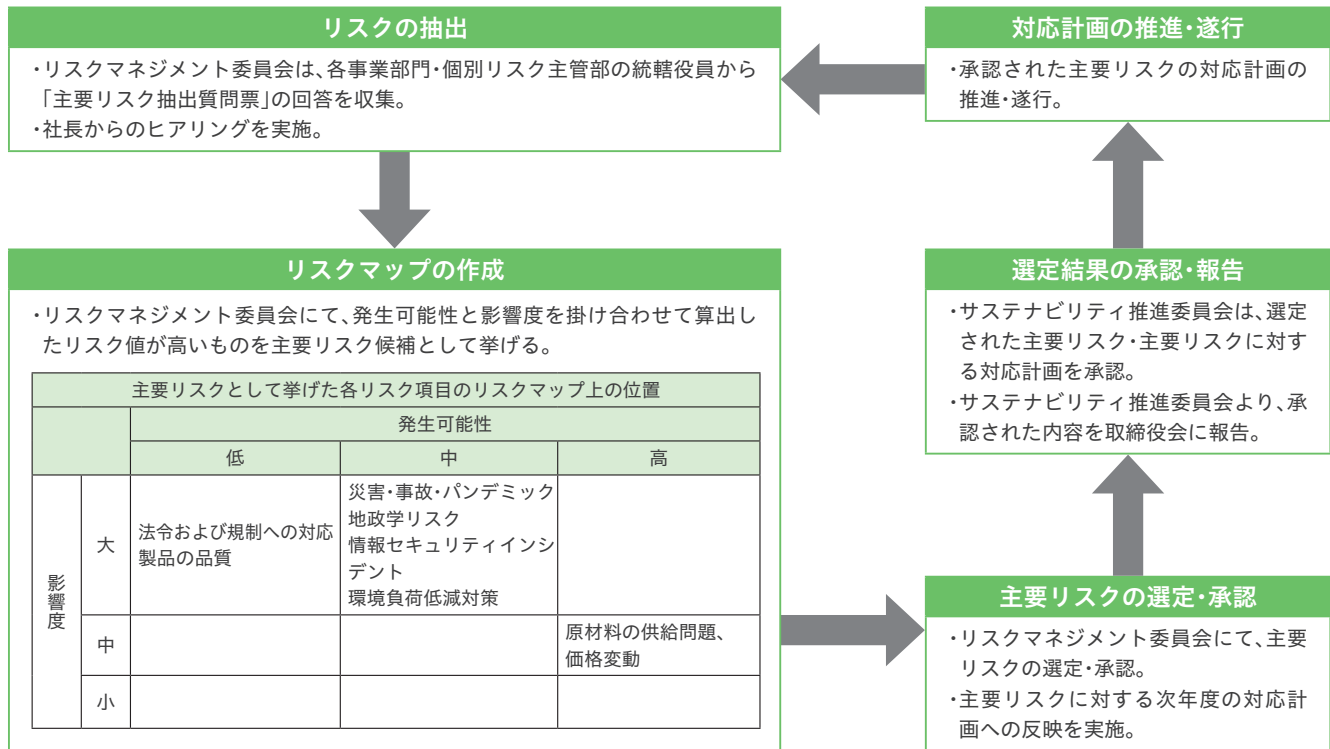 リスクの抽出
・リスクマネジメント委員会は、各事業部門・個別リスク主管部の統轄役員から
「主要リスク抽出質問票」の回答を収集。
・社長からのヒアリングを実施。
リスクマップの作成
・リスクマネジメント委員会にて、発生可能性と影響度を掛け合わせて算出し
たリスク値が高いものを主要リスク候補として挙げる。
主要リスクとして挙げた各リスク項目のリスクマップ上の位置
発生可能性
低
中
高
影響度
大
法令および規制への対応
製品の品質
災害・事故・パンデミック
地政学リスク
情報セキュリティインシ
デント
環境負荷低減対策
中
原材料の供給問題、
価格変動
小
主要リスクの選定・承認
・リスクマネジメント委員会にて、主要
リスクの選定・承認。
・主要リスクに対する次年度の対応計
画への反映を実施。
選定結果の承認・報告
・サステナビリティ推進委員会は、選定
された主要リスク・主要リスクに対す
る対応計画を承認。
・サステナビリティ推進委員会より、承
認された内容を取締役会に報告。
対応計画の推進・遂行
・承認された主要リスクの対応計画の
推進・遂行。